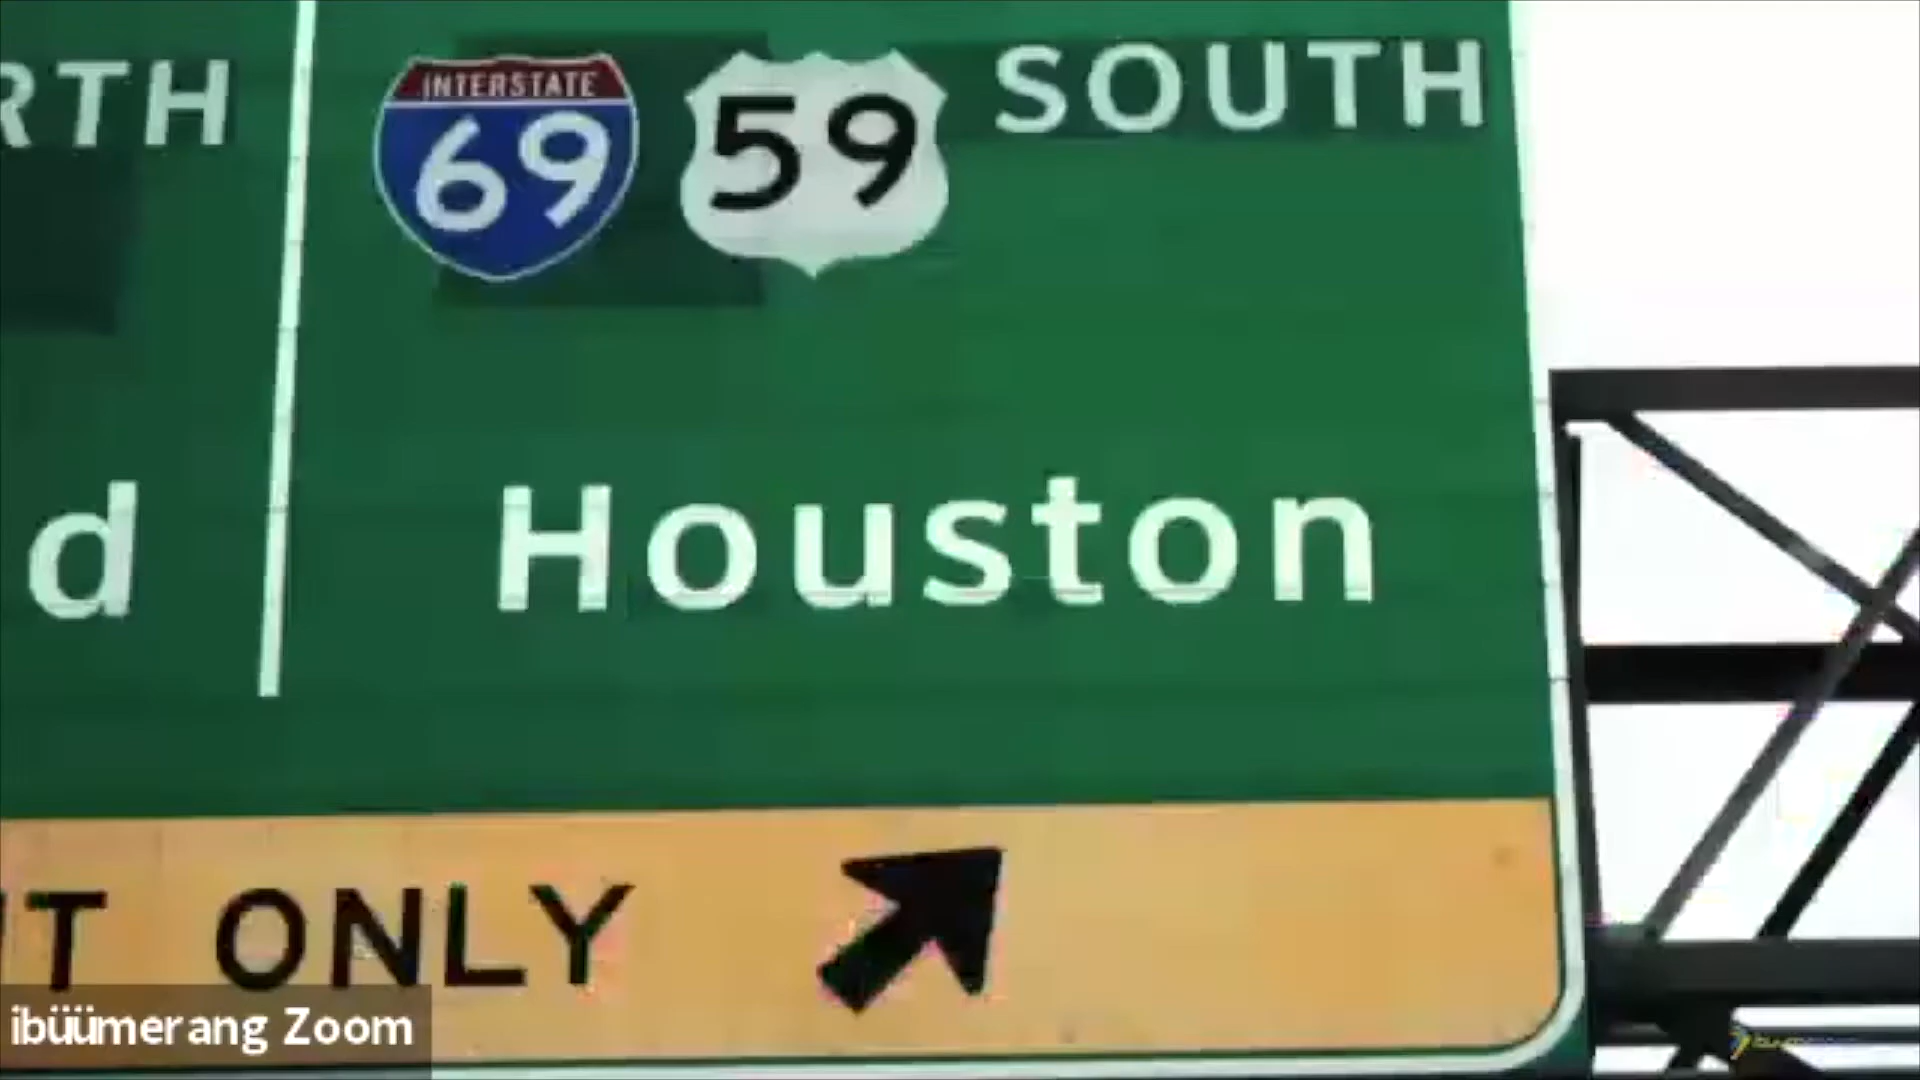 RTH
INTERSTATE
69
59
SOUTH
d
Houston
T ONLY
ibüümerang Zoom